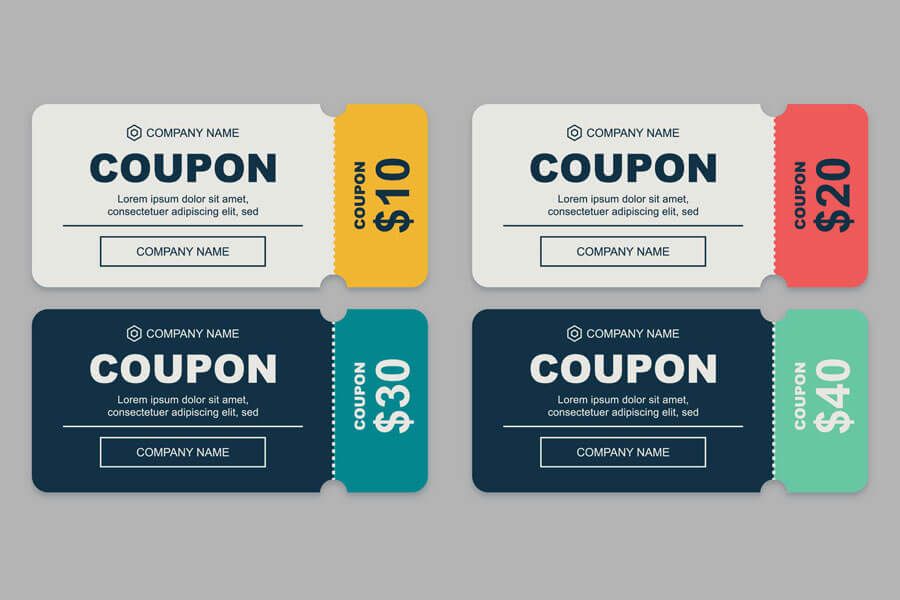 COMPANY NAME
COUPON
Lorem ipsum dolor sit amet,
consectetuer adipiscing elit, sed
COMPANY NAME
COUPON
$10
COMPANY NAME
COUPON
Lorem ipsum dolor sit amet,
consectetuer adipiscing elit, sed
COMPANY NAME
COUPON
$20
COMPANY NAME
COUPON
Lorem ipsum dolor sit amet,
consectetuer adipiscing elit, sed
COMPANY NAME
COUPON
$30
COMPANY NAME
COUPON
Lorem ipsum dolor sit amet,
consectetuer adipiscing elit, sed
COMPANY NAME
COUPON
$40